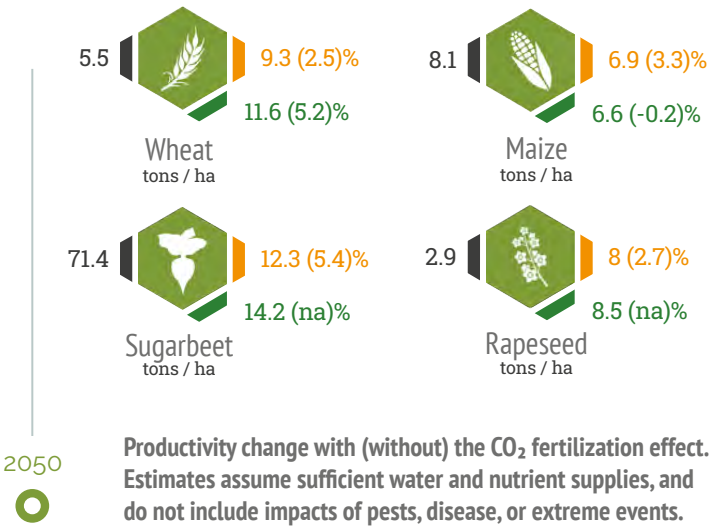 5.5
9.3 (2.5)%
11.6 (5.2)%
Wheat
tons / ha
8.1
6.9 (3.3)%
6.6 (-0.2)%
Maize
tons / ha
71.4
12.3 (5.4)%
14.2 (na)%
Sugarbeet
tons / ha
2.9
8 (2.7)%
8.5 (na)%
Rapeseed
tons / ha
2050
Productivity change with (without) the CO₂ fertilization effect.
Estimates assume sufficient water and nutrient supplies, and
do not include impacts of pests, disease, or extreme events.